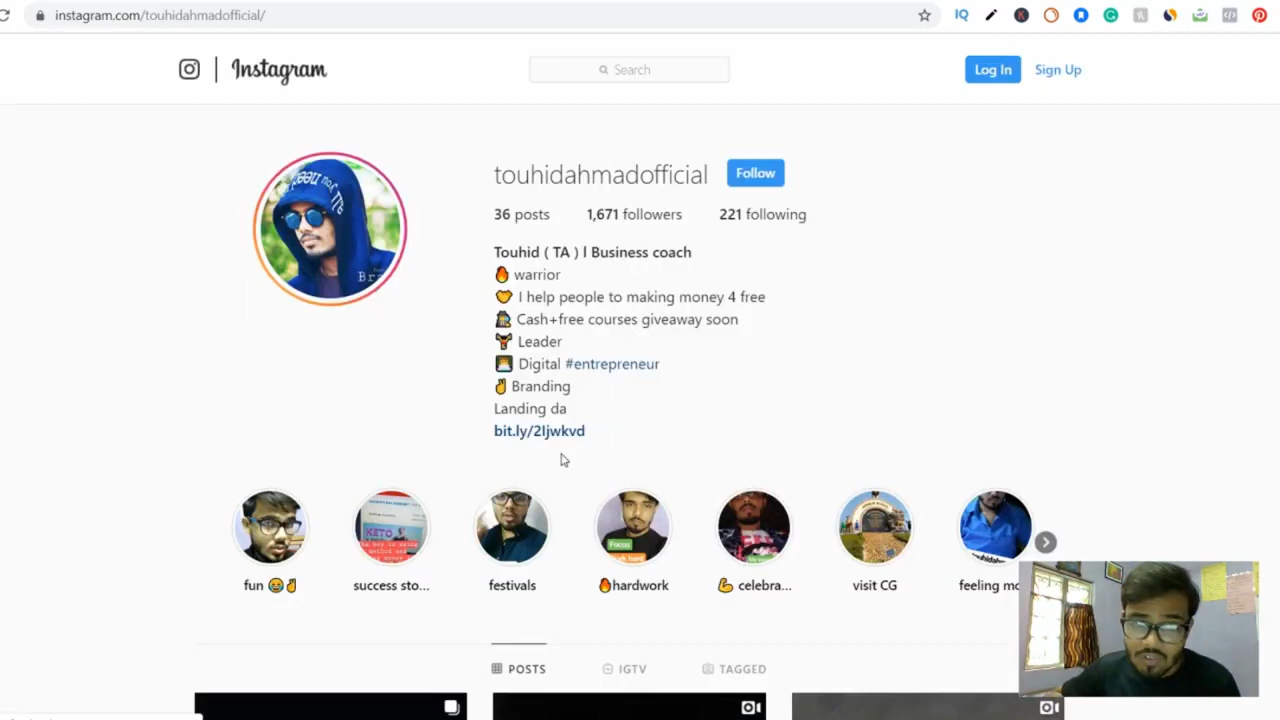 instagram.com/touhidahmadofficial/
Instagram
Search
Log In
Sign Up
touhidahmadofficial
Follow
36 posts 1,671 followers 221 following
Touhid ( TA ) l Business coach
🔥 warrior
🤝 I help people to making money 4 free
Cash+free courses giveaway soon
Leader
Digital #entrepreneur
✌ Branding
Landing da
bit.ly/2Ijwkvd
Focus
KETO
fun 😂✌
success sto...
festivals
🔥hardwork
💪 celebra...
visit CG
feeling mo
POSTS
IGTV
TAGGED